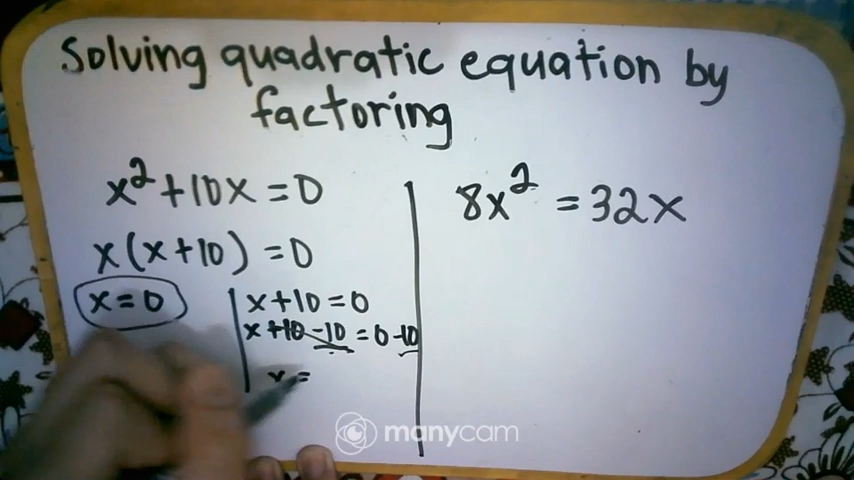 Solving quadratic equation by
factoring
x² + 10x = 0
x(x + 10) = 0
x = 0
x + 10 = 0
x + 10 - 10 = 0 - 10
x =
8x² = 32x
manycam